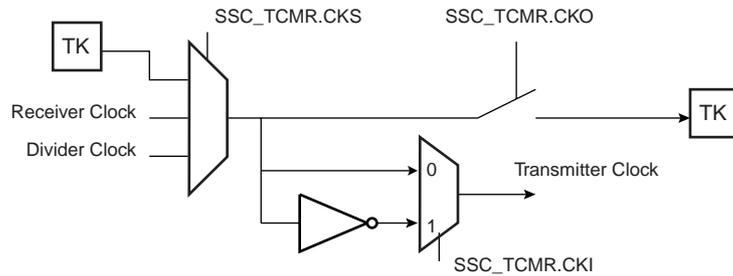 SSC_TCMR.CKS
SSC_TCMR.CKO
TK
Receiver Clock
TK
Divider Clock
0
Transmitter Clock
1
SSC_TCMR.CKI